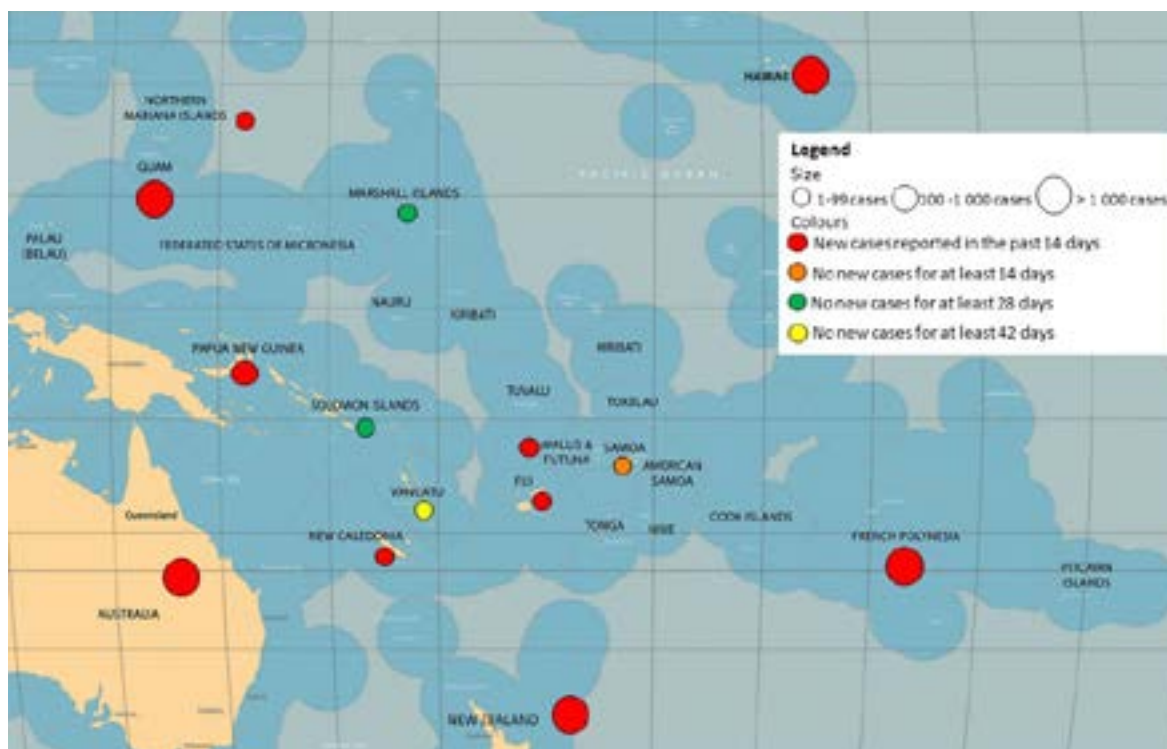 HAWAII
NORTHERN
MARIANA ISLANDS
GUAM
PACIFIC OCEAN
MARSHALL ISLANDS
PALAU
(BELAU)
FEDERATED STATES OF MICRONESIA
NAURU
KIRIBATI
KIRIBATI
PAPUA NEW GUINEA
TUVALU
TOKELAU
SOLOMON ISLANDS
WALLIS &
FUTUNA
SAMOA
AMERICAN
SAMOA
FIJI
VANUATU
Queensland
TONGA
NIUE
COOK ISLANDS
NEW CALEDONIA
FRENCH POLYNESIA
PITCAIRN
ISLANDS
AUSTRALIA
NEW ZEALAND
Legend
Size
1-99 cases 100 -1 000 cases > 1 000 cases
Colours
New cases reported in the past 14 days
No new cases for at least 14 days
No new cases for at least 28 days
No new cases for at least 42 days